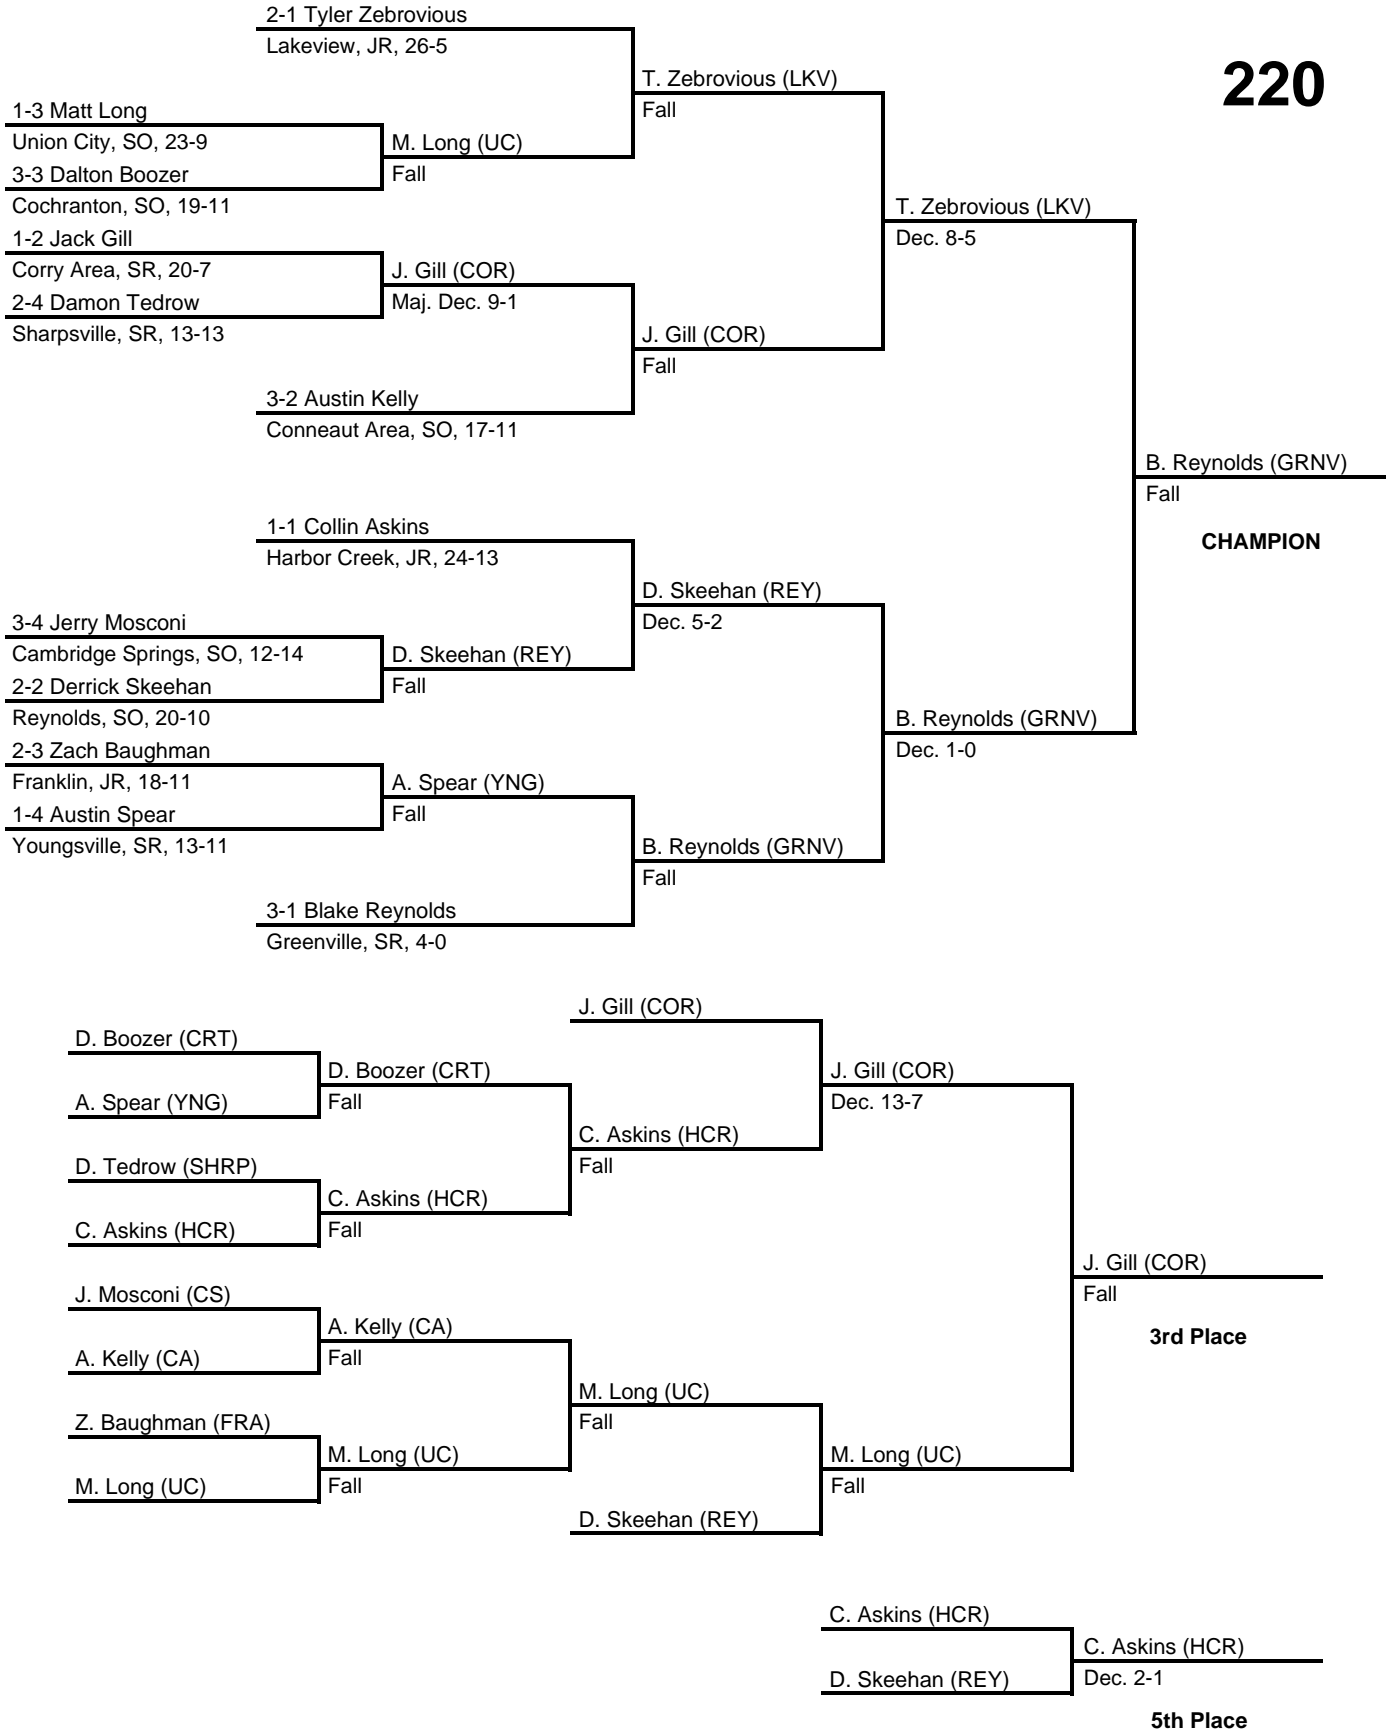 2-1 Tyler Zebrovious
Lakeview, JR, 26-5
220
T. Zebrovious (LKV)
Fall
1-3 Matt Long
Union City, SO, 23-9
M. Long (UC)
Fall
3-3 Dalton Boozer
Cochranton, SO, 19-11
T. Zebrovious (LKV)
Dec. 8-5
1-2 Jack Gill
Corry Area, SR, 20-7
J. Gill (COR)
Maj. Dec. 9-1
2-4 Damon Tedrow
Sharpsville, SR, 13-13
J. Gill (COR)
Fall
3-2 Austin Kelly
Conneaut Area, SO, 17-11
B. Reynolds (GRNV)
Fall
CHAMPION
1-1 Collin Askins
Harbor Creek, JR, 24-13
D. Skeehan (REY)
Dec. 5-2
3-4 Jerry Mosconi
Cambridge Springs, SO, 12-14
D. Skeehan (REY)
Fall
2-2 Derrick Skeehan
Reynolds, SO, 20-10
B. Reynolds (GRNV)
Dec. 1-0
2-3 Zach Baughman
Franklin, JR, 18-11
A. Spear (YNG)
Fall
1-4 Austin Spear
Youngsville, SR, 13-11
B. Reynolds (GRNV)
Fall
3-1 Blake Reynolds
Greenville, SR, 4-0
J. Gill (COR)
D. Boozer (CRT)
D. Boozer (CRT)
Fall
J. Gill (COR)
Dec. 13-7
A. Spear (YNG)
C. Askins (HCR)
Fall
D. Tedrow (SHRP)
C. Askins (HCR)
Fall
C. Askins (HCR)
J. Gill (COR)
Fall
3rd Place
J. Mosconi (CS)
A. Kelly (CA)
Fall
A. Kelly (CA)
M. Long (UC)
Fall
Z. Baughman (FRA)
M. Long (UC)
Fall
M. Long (UC)
Fall
M. Long (UC)
D. Skeehan (REY)
C. Askins (HCR)
C. Askins (HCR)
Dec. 2-1
D. Skeehan (REY)
5th Place